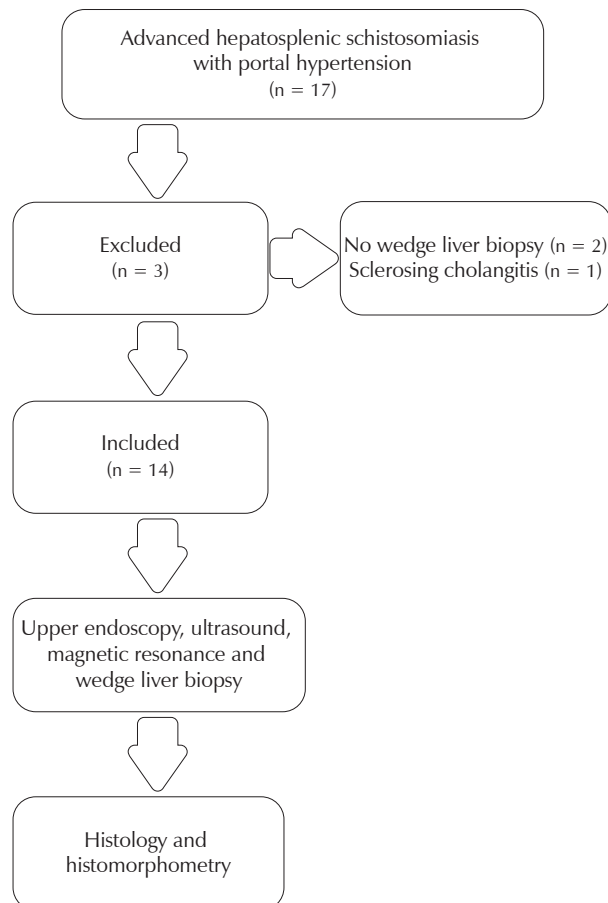 Advanced hepatosplenic schistosomiasis
with portal hypertension
(n = 17)
Excluded
(n = 3)
No wedge liver biopsy (n = 2)
Sclerosing cholangitis (n = 1)
Included
(n = 14)
Upper endoscopy, ultrasound,
magnetic resonance and
wedge liver biopsy
Histology and
histomorphometry